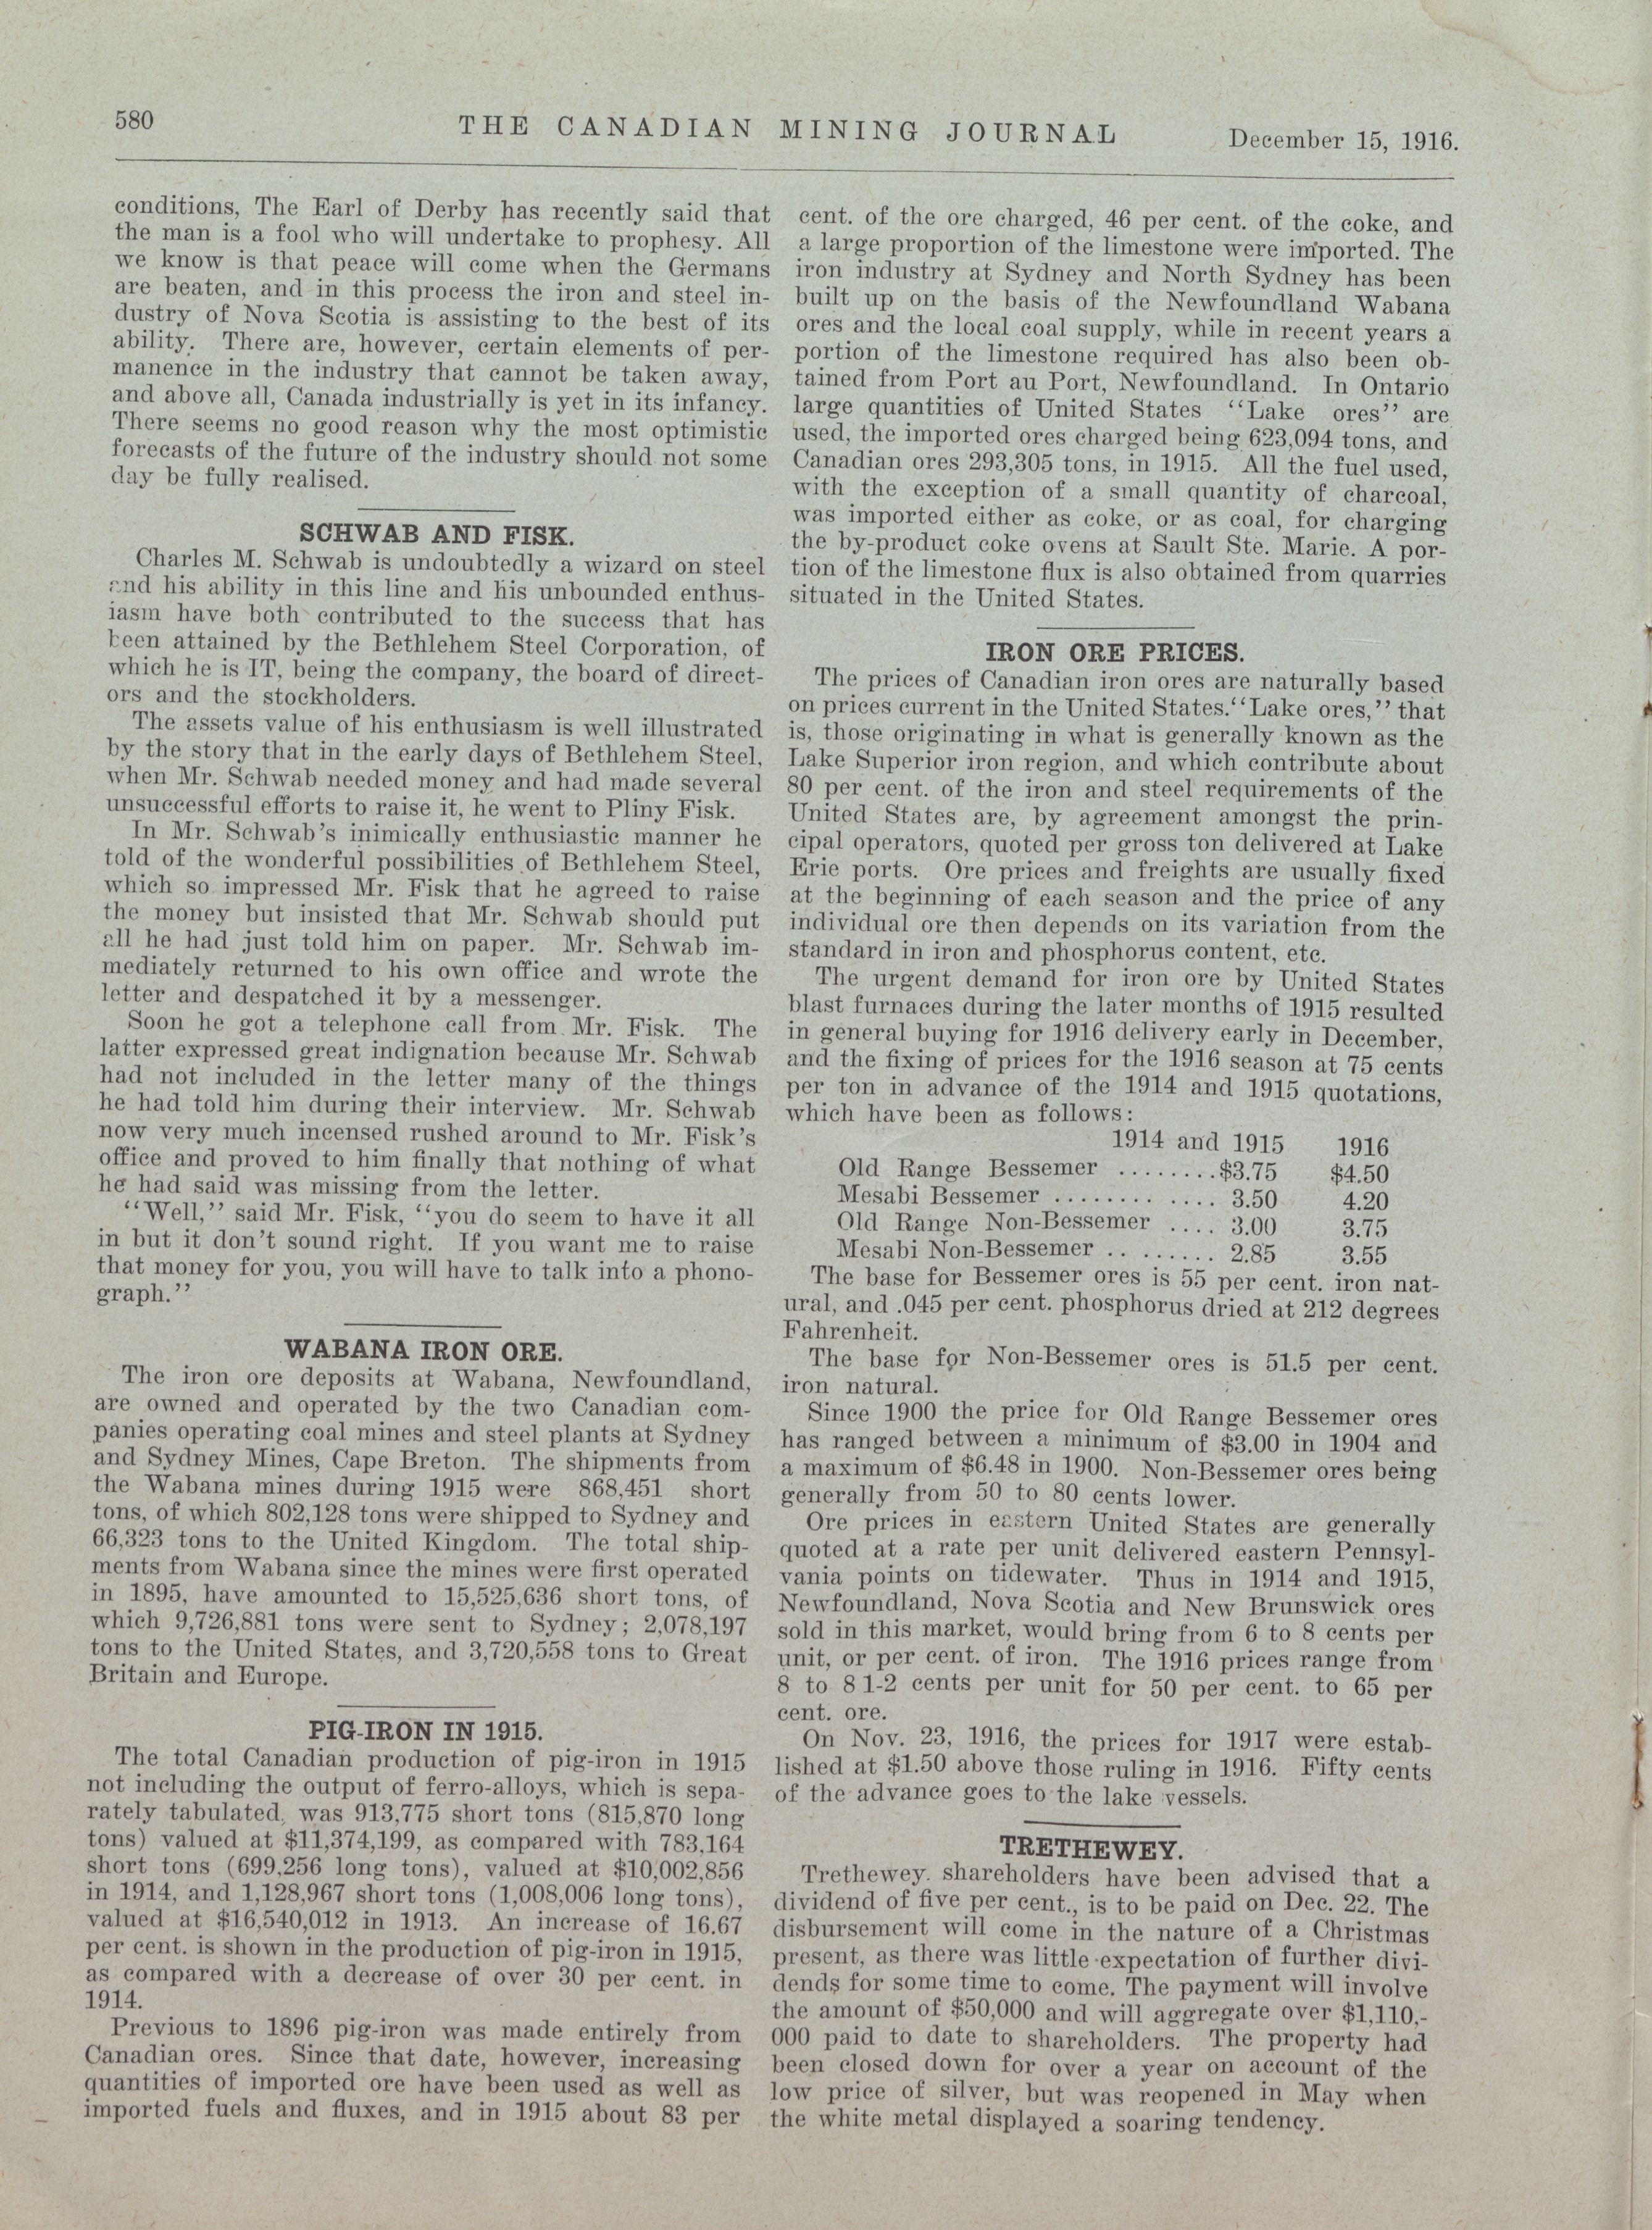 580
THE CANADIAN MINING JOURNAL
December 15, 1916.
conditions, The Earl of Derby has recently said that
the man is a fool who will undertake to prophesy. All
we know is that peace will come when the Germans
are beaten, and in this process the iron and steel in-
dustry of Nova Scotia is assisting to the best of its
ability. There are, however, certain elements of per-
manence in the industry that cannot be taken away,
and above all, Canada industrially is yet in its infancy.
There seems no good reason why the most optimistic
forecasts of the future of the industry should not some
day be fully realised.
SCHWAB AND FISK.
Charles M. Schwab is undoubtedly a wizard on steel
and his ability in this line and his unbounded enthus-
iasm have both contributed to the success that has
been attained by the Bethlehem Steel Corporation, of
which he is IT, being the company, the board of direct-
ors and the stockholders.
The assets value of his enthusiasm is well illustrated
by the story that in the early days of Bethlehem Steel,
when Mr. Schwab needed money and had made several
unsuccessful efforts to raise it, he went to Pliny Fisk.
In Mr. Schwab's inimically enthusiastic manner he
told of the wonderful possibilities of Bethlehem Steel,
which so impressed Mr. Fisk that he agreed to raise
the money but insisted that Mr. Schwab should put
all he had just told him on paper. Mr. Schwab im-
mediately returned to his own office and wrote the
letter and despatched it by a messenger.
Soon he got a telephone call from Mr. Fisk. The
latter expressed great indignation because Mr. Schwab
had not included in the letter many of the things
he had told him during their interview. Mr. Schwab
now very much incensed rushed around to Mr. Fisk's
office and proved to him finally that nothing of what
he had said was missing from the letter.
"Well," said Mr. Fisk, "you do seem to have it all
in but it don't sound right. If you want me to raise
that money for you, you will have to talk into a phono-
graph."
WABANA IRON ORE.
The iron ore deposits at Wabana, Newfoundland,
are owned and operated by the two Canadian com-
panies operating coal mines and steel plants at Sydney
and Sydney Mines, Cape Breton. The shipments from
the Wabana mines during 1915 were 868,451 short
tons, of which 802,128 tons were shipped to Sydney and
66,323 tons to the United Kingdom. The total ship-
ments from Wabana since the mines were first operated
in 1895, have amounted to 15,525,636 short tons, of
which 9,726,881 tons were sent to Sydney; 2,078,197
tons to the United States, and 3,720,558 tons to Great
Britain and Europe.
PIG-IRON IN 1915.
The total Canadian production of pig-iron in 1915
not including the output of ferro-alloys, which is sepa-
rately tabulated, was 913,775 short tons (815,870 long
tons) valued at $11,374,199, as compared with 783,164
short tons (699,256 long tons), valued at $10,002,856
in 1914, and 1,128,967 short tons (1,008,006 long tons),
valued at $16,540,012 in 1913. An increase of 16.67
per cent. is shown in the production of pig-iron in 1915,
as compared with a decrease of over 30 per cent. in
1914.
Previous to 1896 pig-iron was made entirely from
Canadian ores. Since that date, however, increasing
quantities of imported ore have been used as well as
imported fuels and fluxes, and in 1915 about 83 per
cent. of the ore charged, 46 per cent. of the coke, and
a large proportion of the limestone were imported. The
iron industry at Sydney and North Sydney has been
built up on the basis of the Newfoundland Wabana
ores and the local coal supply, while in recent years a
portion of the limestone required has also been ob-
tained from Port au Port, Newfoundland. In Ontario
large quantities of United States "Lake ores" are
used, the imported ores charged being 623,094 tons, and
Canadian ores 293,305 tons, in 1915. All the fuel used,
with the exception of a small quantity of charcoal,
was imported either as coke, or as coal, for charging
the by-product coke ovens at Sault Ste. Marie. A por-
tion of the limestone flux is also obtained from quarries
situated in the United States.
IRON ORE PRICES.
The prices of Canadian iron ores are naturally based
on prices current in the United States. "Lake ores," that
is, those originating in what is generally known as the
Lake Superior iron region, and which contribute about
80 per cent. of the iron and steel requirements of the
United States are, by agreement amongst the prin-
cipal operators, quoted per gross ton delivered at Lake
Erie ports. Ore prices and freights are usually fixed
at the beginning of each season and the price of any
individual ore then depends on its variation from the
standard in iron and phosphorus content, etc.
The urgent demand for iron ore by United States
blast furnaces during the later months of 1915 resulted
in general buying for 1916 delivery early in December,
and the fixing of prices for the 1916 season at 75 cents
per ton in advance of the 1914 and 1915 quotations,
which have been as follows:
1914 and 1915 1916
Old Range Bessemer ........$3.75 $4.50
Mesabi Bessemer ............ 3.50 4.20
Old Range Non-Bessemer .... 3.00 3.75
Mesabi Non-Bessemer ......... 2.85 3.55
The base for Bessemer ores is 55 per cent. iron nat-
ural, and .045 per cent. phosphorus dried at 212 degrees
Fahrenheit.
The base for Non-Bessemer ores is 51.5 per cent.
iron natural.
Since 1900 the price for Old Range Bessemer ores
has ranged between a minimum of $3.00 in 1904 and
a maximum of $6.48 in 1900. Non-Bessemer ores being
generally from 50 to 80 cents lower.
Ore prices in eastern United States are generally
quoted at a rate per unit delivered eastern Pennsyl-
vania points on tidewater. Thus in 1914 and 1915,
Newfoundland, Nova Scotia and New Brunswick ores
sold in this market, would bring from 6 to 8 cents per
unit, or per cent. of iron. The 1916 prices range from
8 to 8 1-2 cents per unit for 50 per cent. to 65 per
cent. ore.
On Nov. 23, 1916, the prices for 1917 were estab-
lished at $1.50 above those ruling in 1916. Fifty cents
of the advance goes to the lake vessels.
TRETHEWEY.
Trethewey. shareholders have been advised that a
dividend of five per cent., is to be paid on Dec. 22. The
disbursement will come in the nature of a Christmas
present, as there was little expectation of further divi-
dends for some time to come. The payment will involve
the amount of $50,000 and will aggregate over $1,110,-
000 paid to date to shareholders. The property had
been closed down for over a year on account of the
low price of silver, but was reopened in May when
the white metal displayed a soaring tendency.